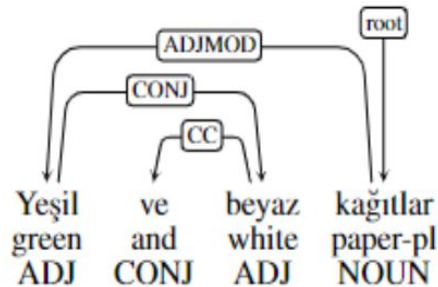 root
ADJMOD
CONJ
CC
Yeşil ve beyaz kağıtlar
green and white paper-pl
ADJ CONJ ADJ NOUN